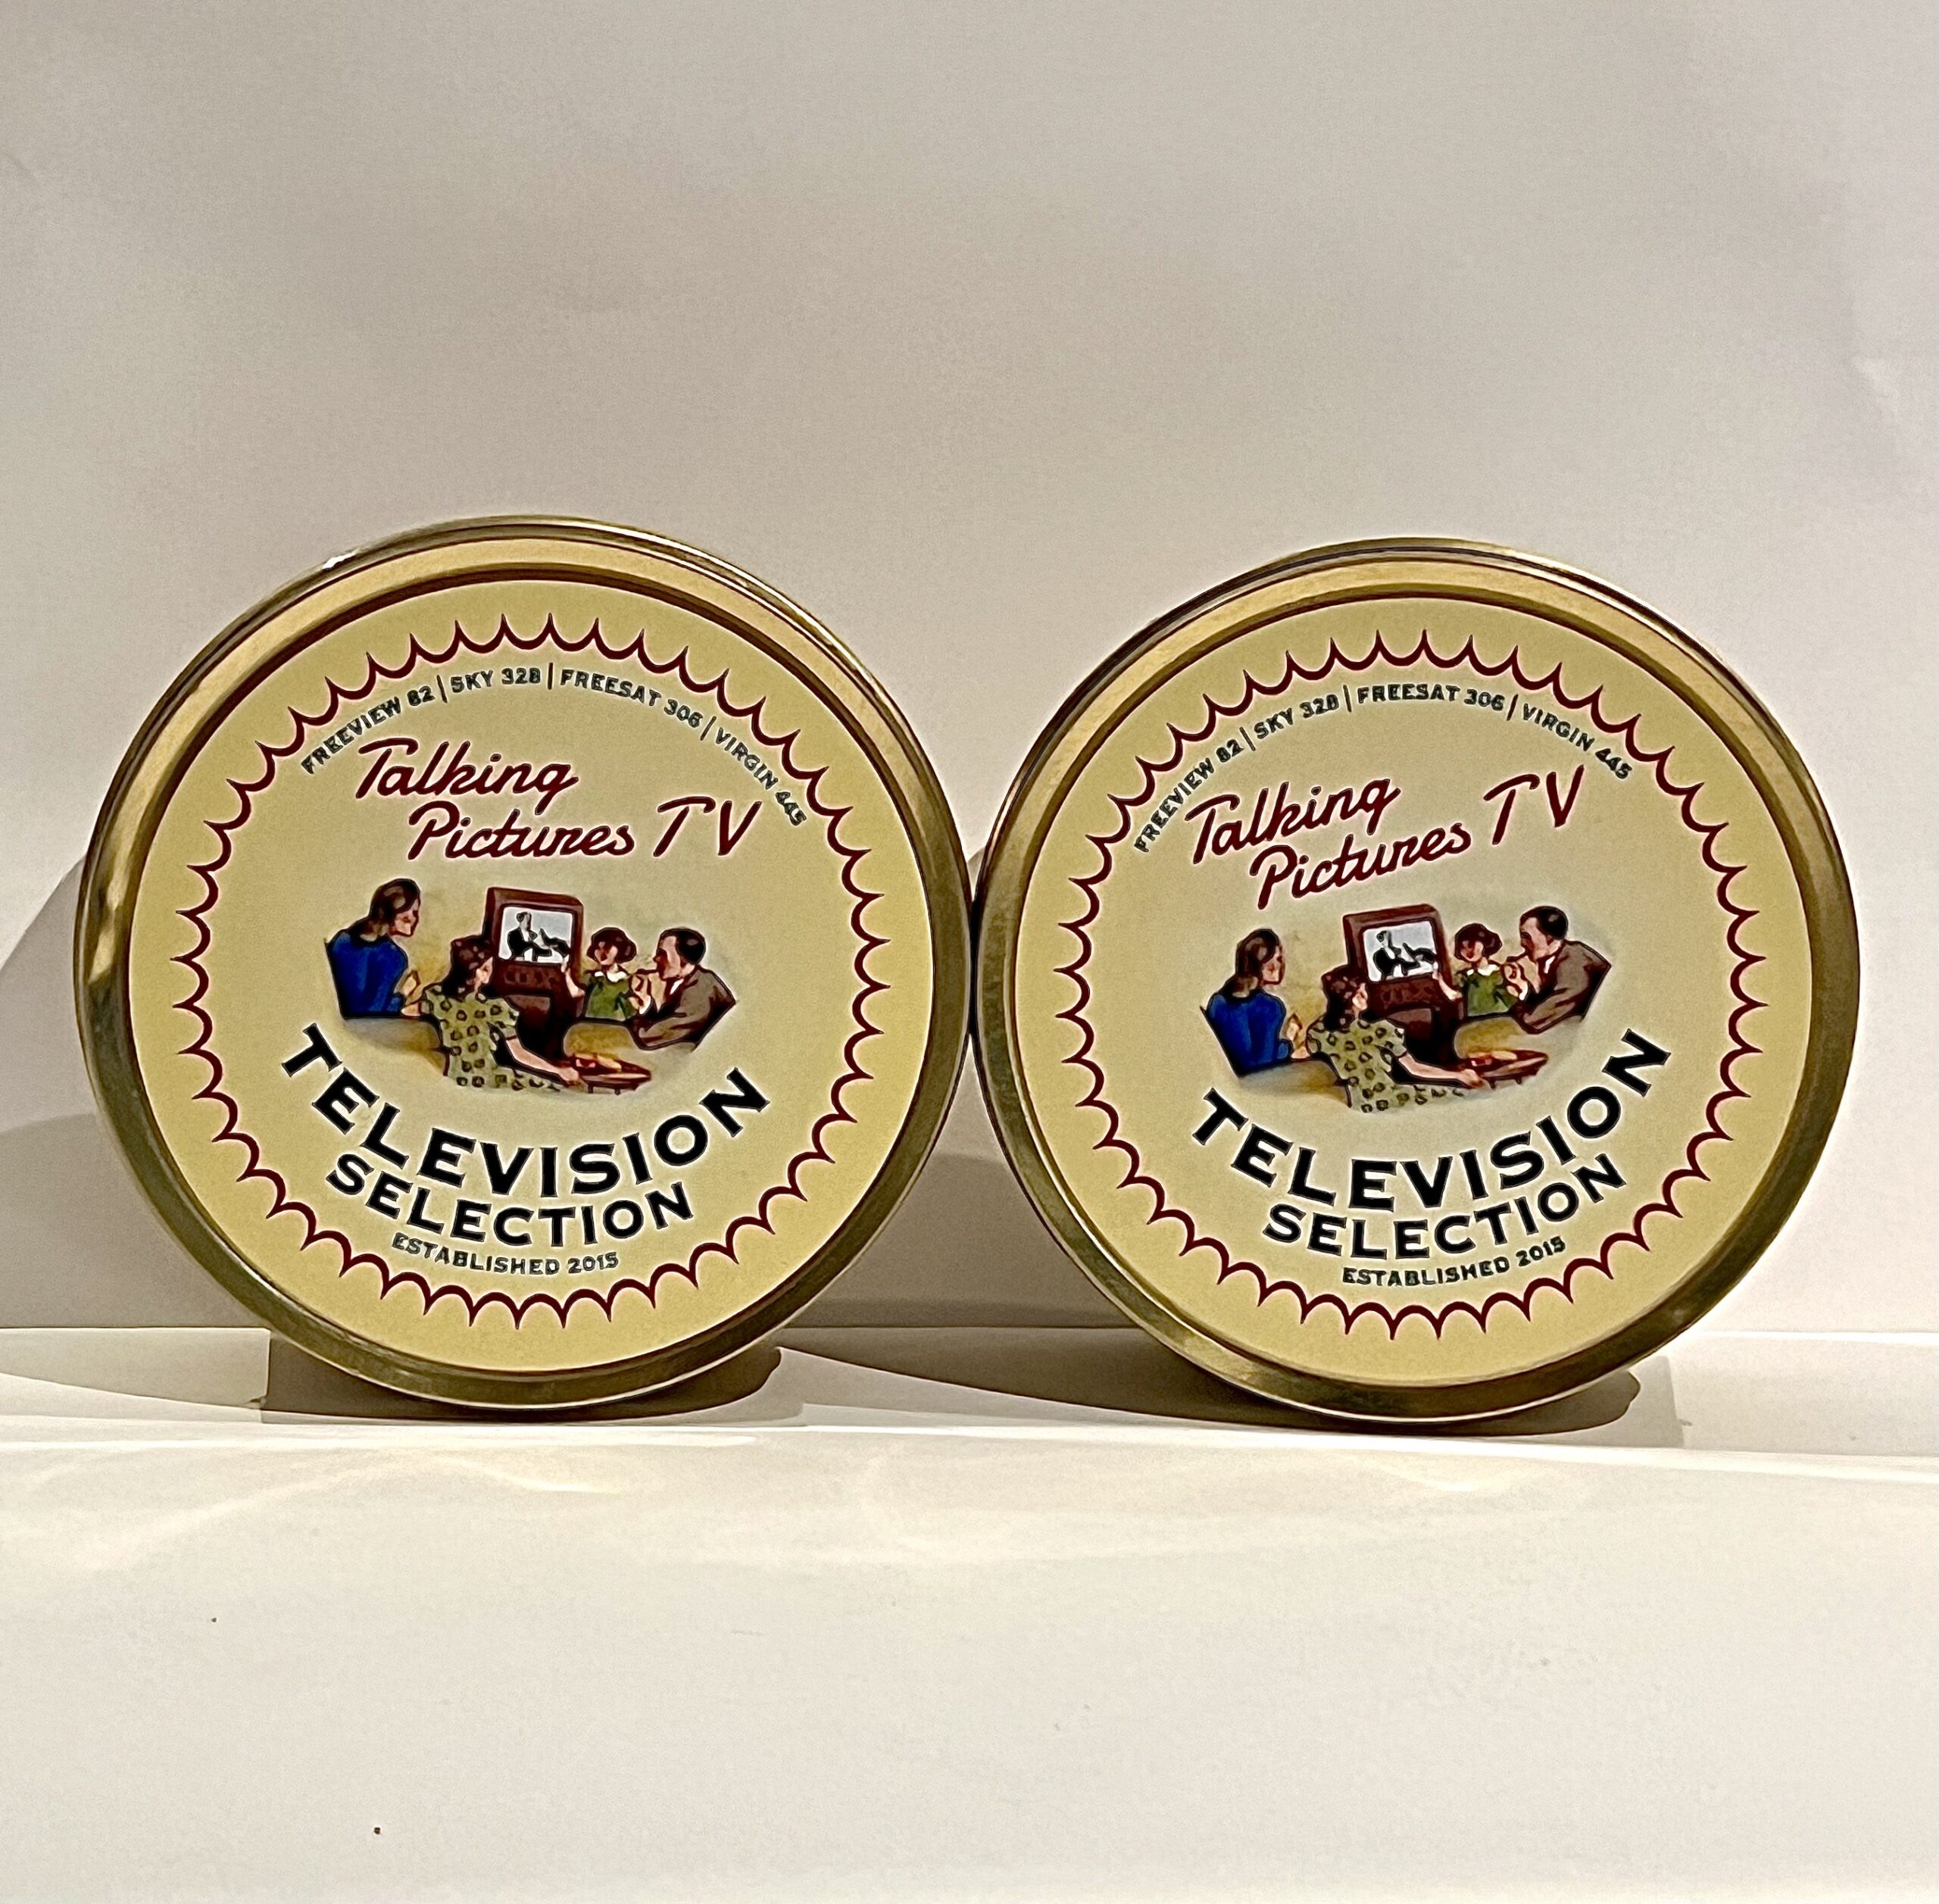 FREEVIEW 82 | SKY 328 | FREESAT 306 | VIRGIN 445
Talking
Pictures TV
TELEVISION
SELECTION
ESTABLISHED 2015
FREEVIEW 82 | SKY 328 | FREESAT 306 | VIRGIN 445
Talking
Pictures TV
TELEVISION
SELECTION
ESTABLISHED 2015